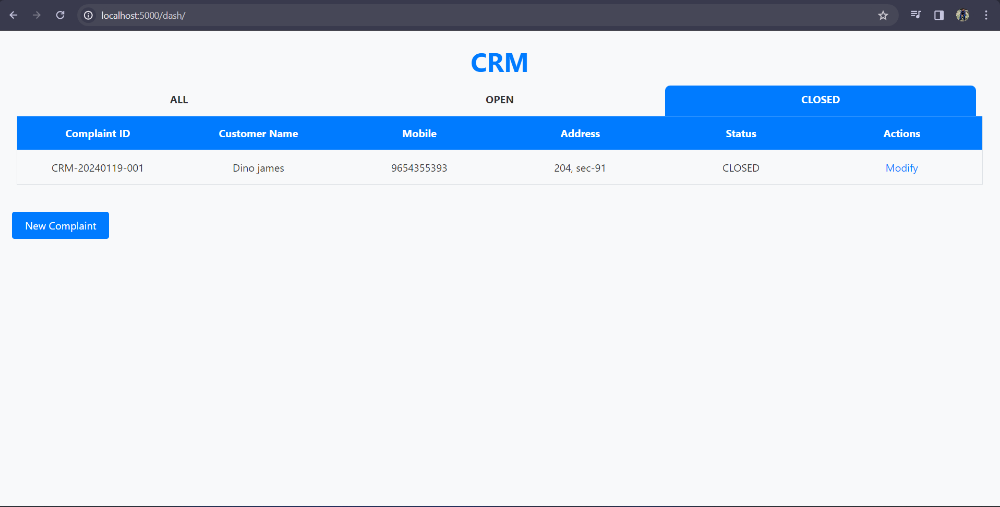 localhost:5000/dash/
CRM
ALL OPEN CLOSED
Complaint ID Customer Name Mobile Address Status Actions
CRM-20240119-001 Dino james 9654355393 204, sec-91 CLOSED Modify
New Complaint